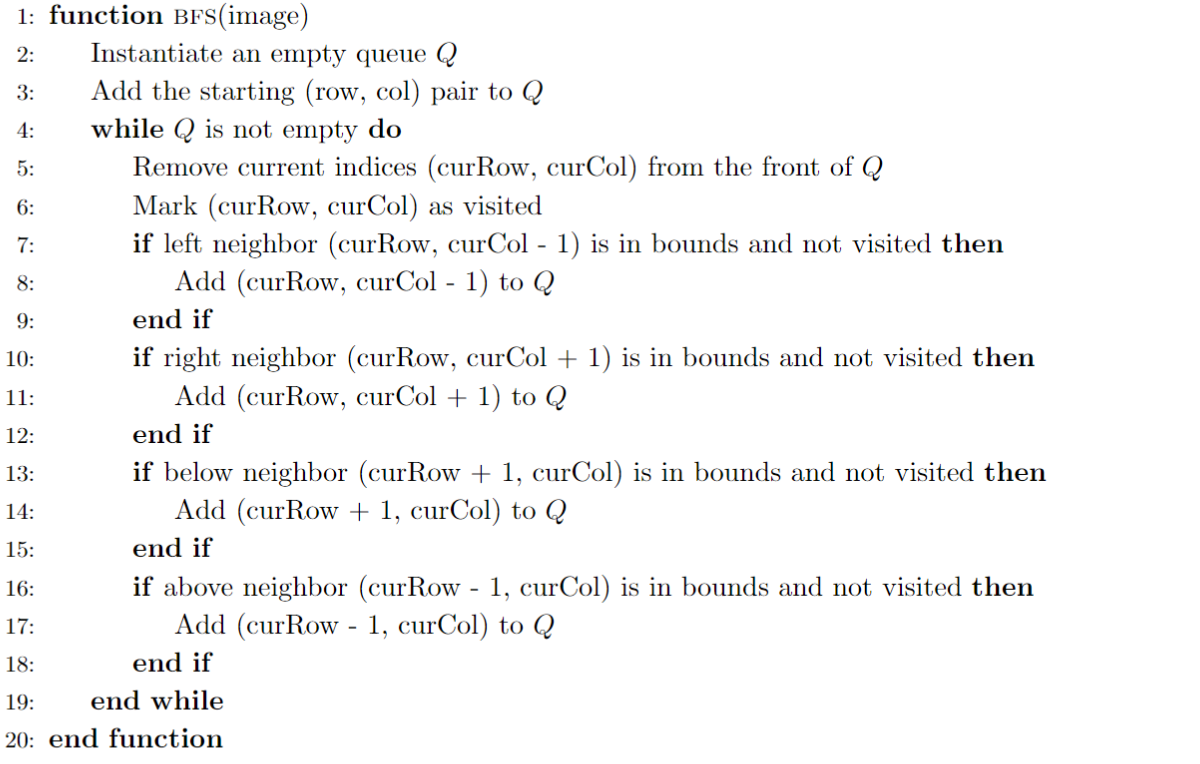 1: function BFS(image)
2: Instantiate an empty queue Q
3: Add the starting (row, col) pair to Q
4: while Q is not empty do
5: Remove current indices (curRow, curCol) from the front of Q
6: Mark (curRow, curCol) as visited
7: if left neighbor (curRow, curCol - 1) is in bounds and not visited then
8: Add (curRow, curCol - 1) to Q
9: end if
10: if right neighbor (curRow, curCol + 1) is in bounds and not visited then
11: Add (curRow, curCol + 1) to Q
12: end if
13: if below neighbor (curRow + 1, curCol) is in bounds and not visited then
14: Add (curRow + 1, curCol) to Q
15: end if
16: if above neighbor (curRow - 1, curCol) is in bounds and not visited then
17: Add (curRow - 1, curCol) to Q
18: end if
19: end while
20: end function